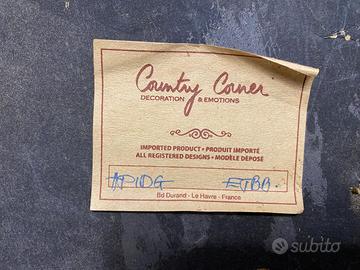 Country Corner
DECORATION & EMOTIONS
IMPORTED PRODUCT • PRODUIT IMPORTÉ
ALL REGISTERED DESIGNS • MODÈLE DÉPOSÉ
Bd Durand - Le Havre - France
subito